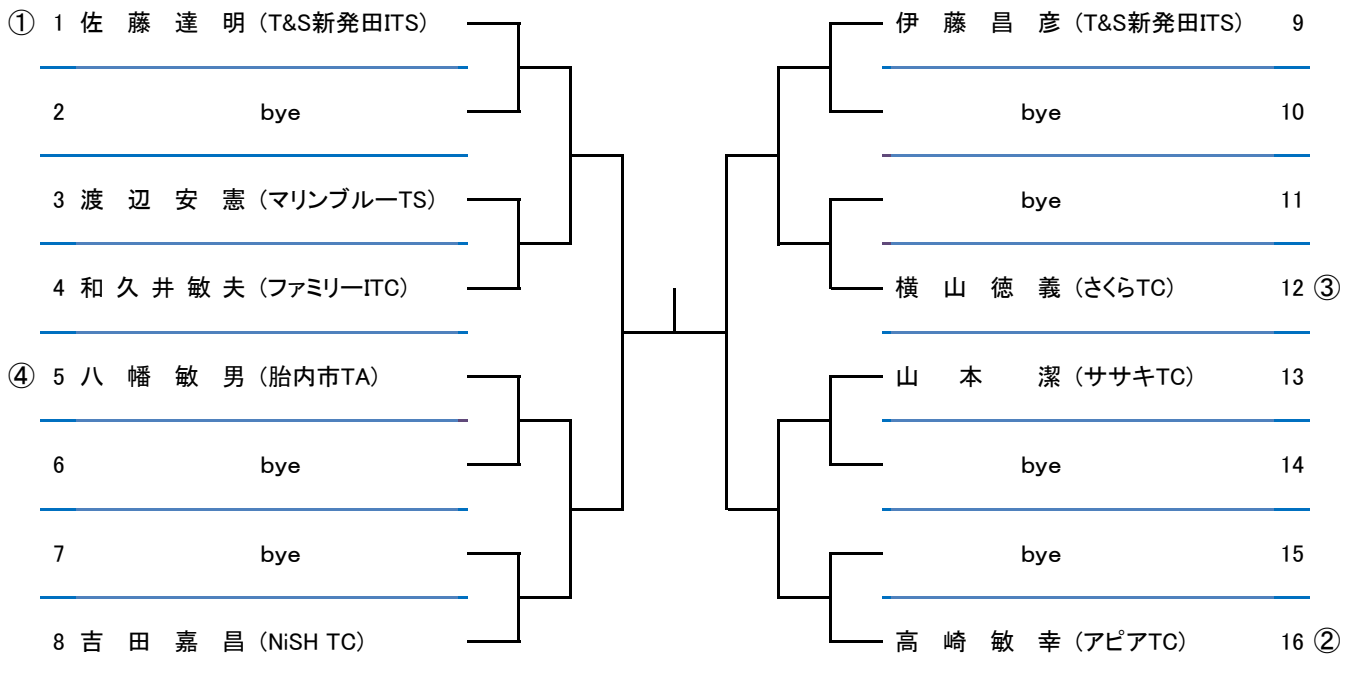 ① 1 佐藤達明 (T&S新発田ITS)
2 bye
3 渡辺安憲 (マリンブルーTS)
4 和久井敏夫 (ファミリーITC)
④ 5 八幡敏男 (胎内市TA)
6 bye
7 bye
8 吉田嘉昌 (NiSH TC)
伊藤昌彦 (T&S新発田ITS) 9
bye 10
bye 11
横山徳義 (さくらTC) 12 ③
山本潔 (ササキTC) 13
bye 14
bye 15
高崎敏幸 (アピアTC) 16 ②